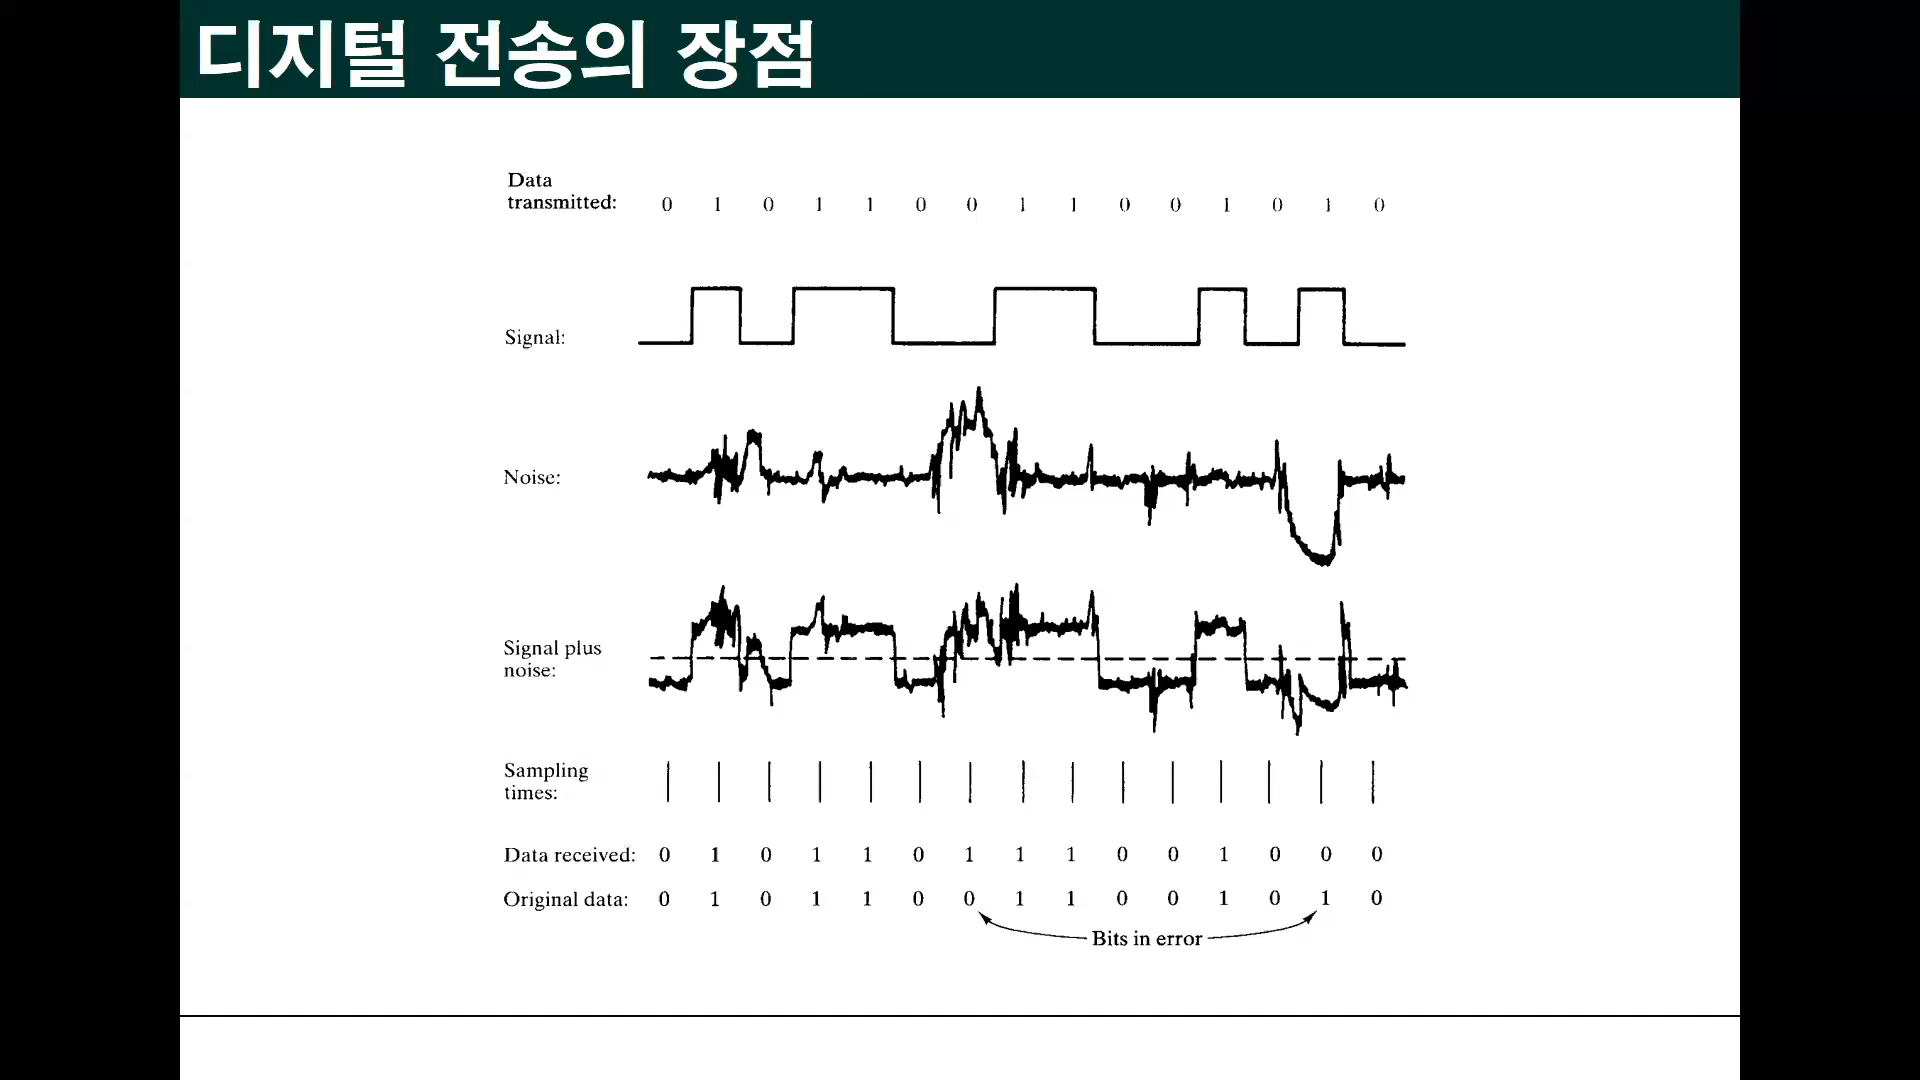 디지털 전송의 장점
Data
transmitted: 0 1 0 1 1 0 0 1 1 0 0 1 0 1 0
Signal:
Noise:
Signal plus
noise:
Sampling
times:
Data received: 0 1 0 1 1 0 1 1 1 0 0 1 0 0 0
Original data: 0 1 0 1 1 0 0 1 1 0 0 1 0 1 0
Bits in error